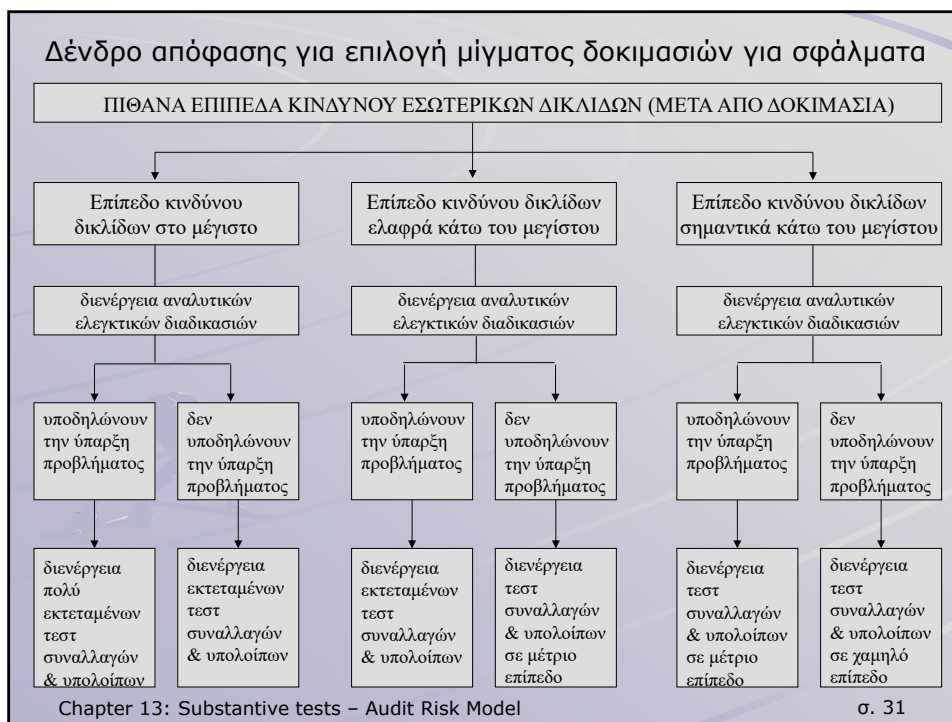 Δένδρο απόφασης για επιλογή μίγματος δοκιμασιών για σφάλματα
ΠΙΘΑΝΑ ΕΠΙΠΕΔΑ ΚΙΝΔΥΝΟΥ ΕΣΩΤΕΡΙΚΩΝ ΔΙΚΛΙΔΩΝ (ΜΕΤΑ ΑΠΟ ΔΟΚΙΜΑΣΙΑ)
Επίπεδο κινδύνου
δικλίδων στο μέγιστο
Επίπεδο κινδύνου δικλίδων
ελαφρά κάτω του μεγίστου
Επίπεδο κινδύνου δικλίδων
σημαντικά κάτω του μεγίστου
διενέργεια αναλυτικών
ελεγκτικών διαδικασιών
διενέργεια αναλυτικών
ελεγκτικών διαδικασιών
διενέργεια αναλυτικών
ελεγκτικών διαδικασιών
υποδηλώνουν
την ύπαρξη
προβλήματος
δεν
υποδηλώνουν
την ύπαρξη
προβλήματος
υποδηλώνουν
την ύπαρξη
προβλήματος
δεν
υποδηλώνουν
την ύπαρξη
προβλήματος
υποδηλώνουν
την ύπαρξη
προβλήματος
δεν
υποδηλώνουν
την ύπαρξη
προβλήματος
διενέργεια
πολύ
εκτεταμένων
τεστ
συναλλαγών
& υπολοίπων
διενέργεια
εκτεταμένων
τεστ
συναλλαγών
& υπολοίπων
διενέργεια
εκτεταμένων
τεστ
συναλλαγών
& υπολοίπων
διενέργεια
τεστ
συναλλαγών
& υπολοίπων
σε μέτριο
επίπεδο
διενέργεια
τεστ
συναλλαγών
& υπολοίπων
σε μέτριο
επίπεδο
διενέργεια
τεστ
συναλλαγών
& υπολοίπων
σε χαμηλό
επίπεδο
Chapter 13: Substantive tests – Audit Risk Model
σ. 31